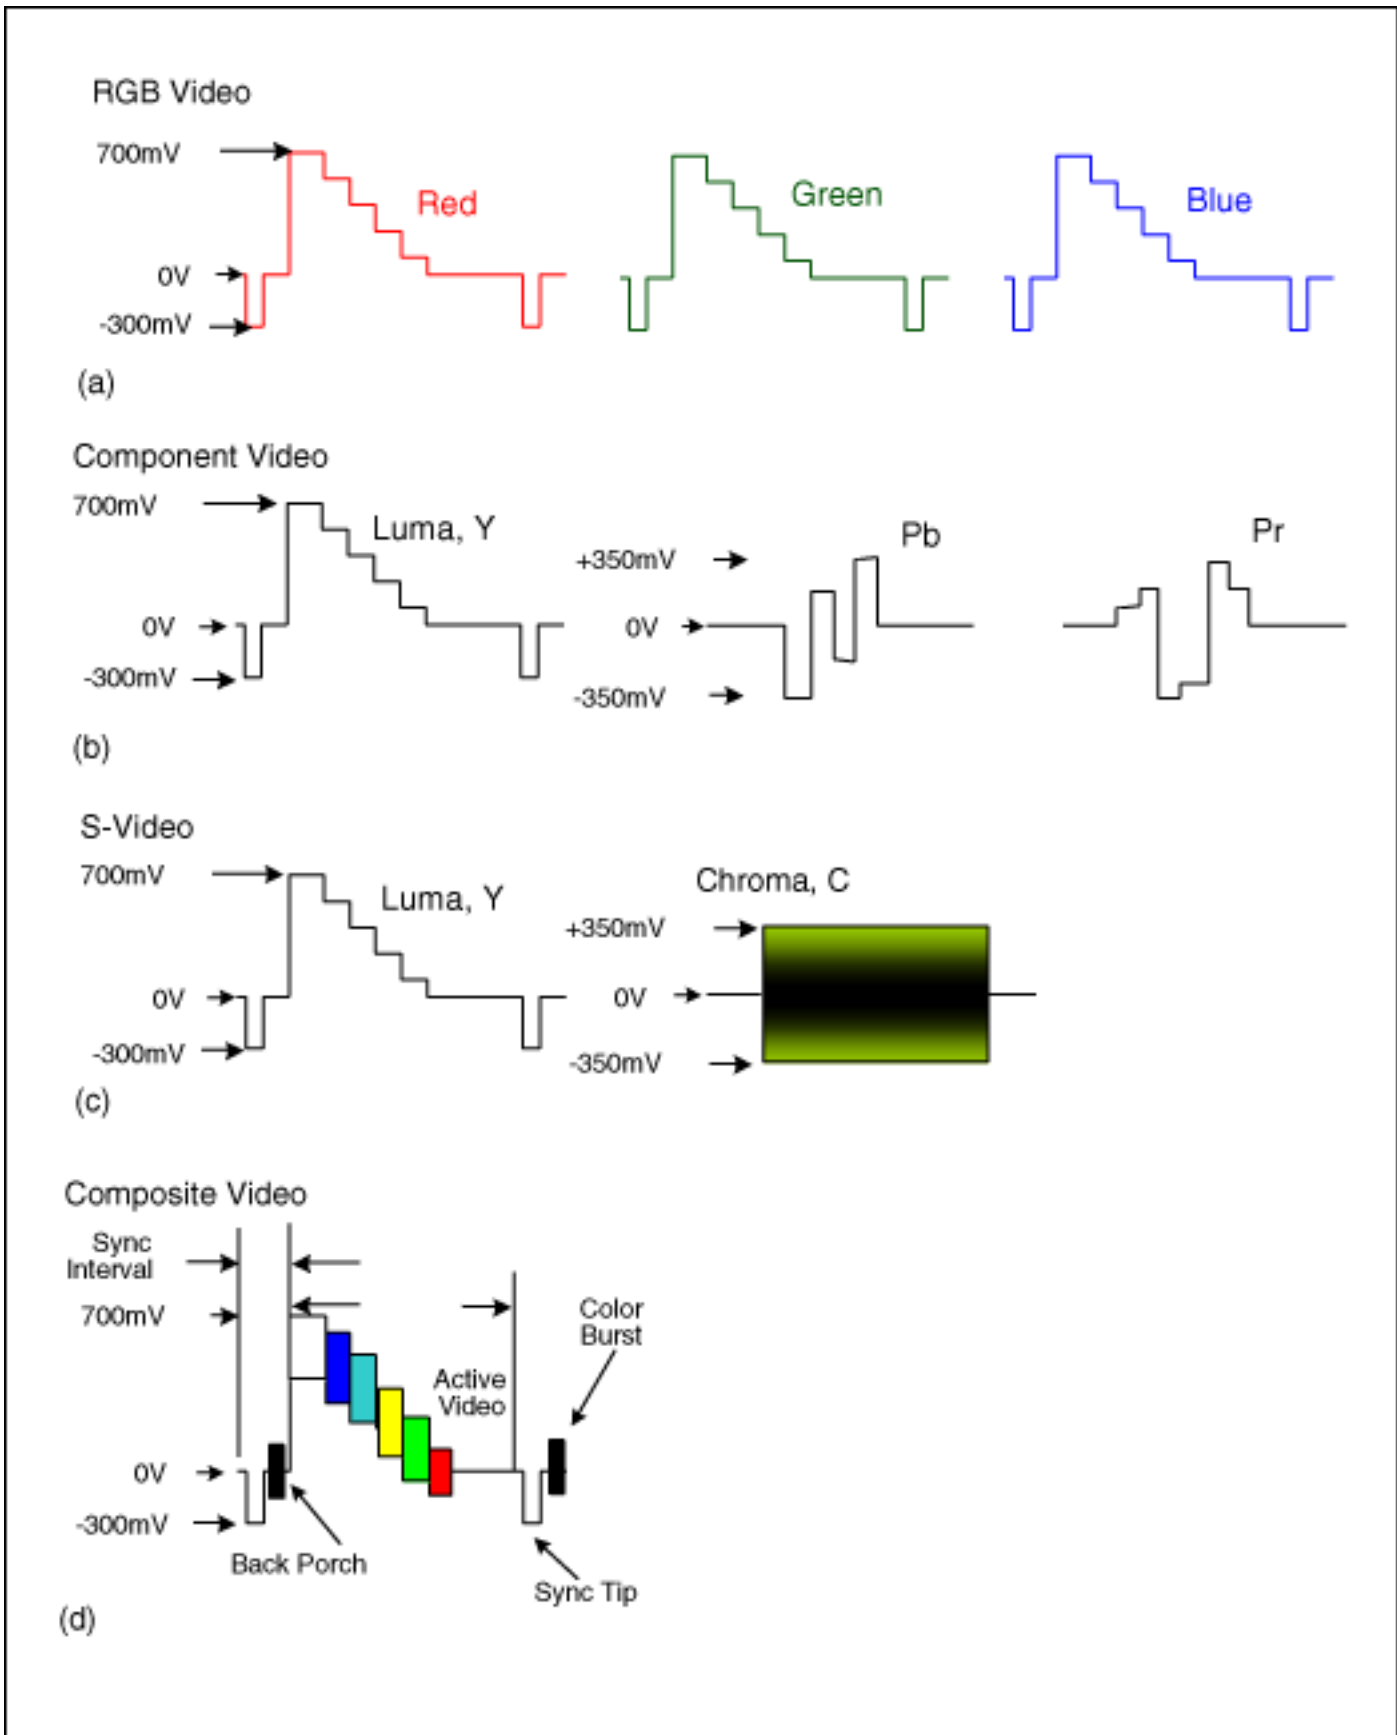 RGB Video
700mV
Red
Green
Blue
0V
-300mV
(a)
Component Video
700mV
Luma, Y
Pb
Pr
+350mV
0V
0V
-300mV
-350mV
(b)
S-Video
700mV
Luma, Y
Chroma, C
+350mV
0V
0V
-300mV
-350mV
(c)
Composite Video
Sync
Interval
700mV
Color
Burst
Active
Video
0V
-300mV
Back Porch
Sync Tip
(d)